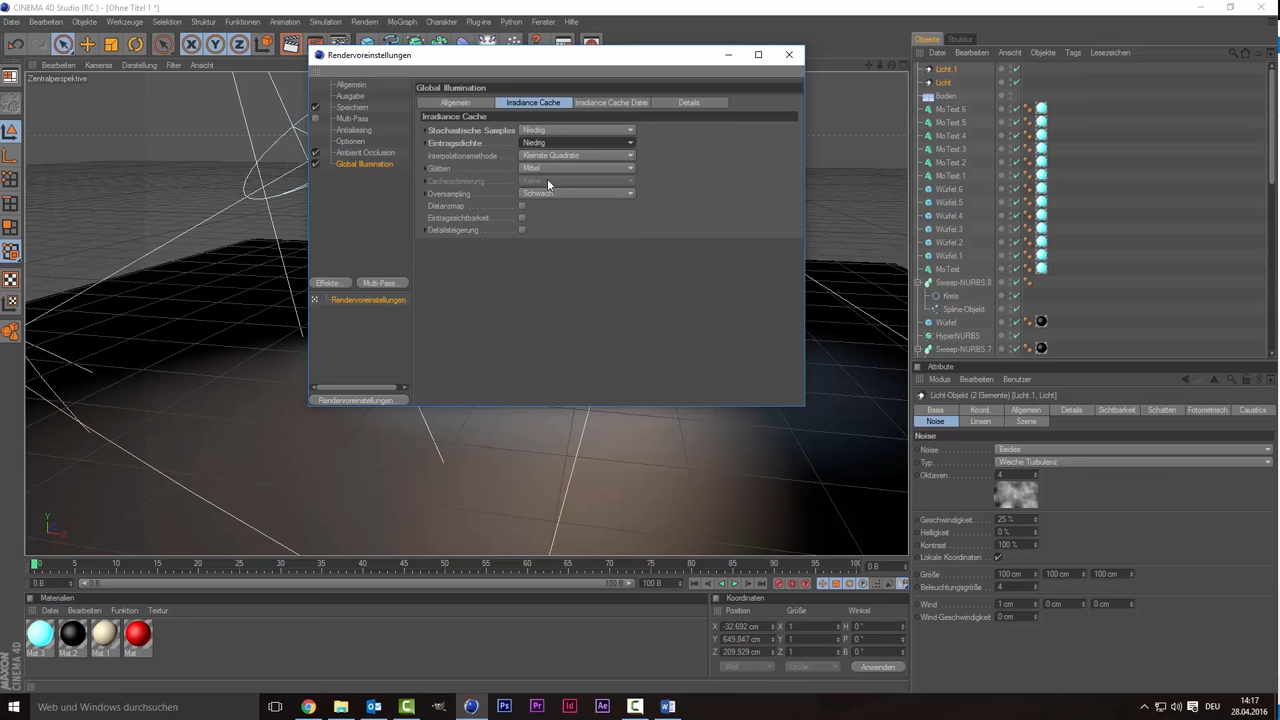 CINEMA 4D Studio (RC ) - [Ohne Titel 1 *]
Datei Bearbeiten Objekte Werkzeuge Selektion Struktur Funktionen Animation Simulation Rendern MoGraph Charakter Plug-ins Python Fenster Hilfe
Bearbeiten Kameras Darstellung Filter Ansicht
Zentralperspektive
Rendervoreinstellungen
Allgemein
Ausgabe
Speichern
Multi-Pass
Antialiasing
Optionen
Ambient Occlusion
Global Illumination
Effekte... Multi-Pass...
Rendervoreinstellungen
Rendervoreinstellungen...
Global Illumination
Allgemein Irradiance Cache Irradiance Cache Datei Details
Irradiance Cache
Stochastische Samples Niedrig
Eintragsdichte Niedrig
Interpolationsmethode Kleinste Quadrate
Glätten Mittel
Cacheoptimierung Keine
Oversampling Schwach
Distanzmap
Eintragssichtbarkeit
Detailsteigerung
Objekte Struktur
Datei Bearbeiten Ansicht Objekte Tags Lesezeichen
Licht.1
Licht
Boden
MoText.6
MoText.5
MoText.4
MoText.3
MoText.2
MoText.1
Würfel.6
Würfel.5
Würfel.4
Würfel.3
Würfel.2
Würfel.1
MoText
Sweep-NURBS.8
Kreis
Spline-Objekt
Würfel
HyperNURBS
Sweep-NURBS.7
Attribute
Modus Bearbeiten Benutzer
Licht-Objekt (2 Elemente) [Licht.1, Licht]
Basis Koord. Allgemein Details Sichtbarkeit Schatten Fotometrisch Caustics
Noise Linsen Szene
Noise
Noise Beides
Typ Weiche Turbulenz
Oktaven 4
Geschwindigkeit 25 %
Helligkeit 0 %
Kontrast 100 %
Lokale Koordinaten
Größe 100 cm 100 cm 100 cm
Beleuchtungsgröße 4
Wind 1 cm 0 cm 0 cm
Wind-Geschwindigkeit 0 cm
0 5 10 15 20 25 30 35 40 45 50 55 60 65 70 75 80 85 90 95 100 0 B
0 B 0 B 100 B 100 B
Materialien
Datei Bearbeiten Funktion Textur
Mat.3 Mat.2 Mat.1 Mat
Koordinaten
Position Größe Winkel
X -32.692 cm X 1 H 0 °
Y 649.847 cm Y 1 P 0 °
Z 209.929 cm Z 1 B 0 °
Welt Größe Anwenden
MAXON CINEMA 4D
Web und Windows durchsuchen
Ps Pr Id Ae
DEU
14:17
28.04.2016